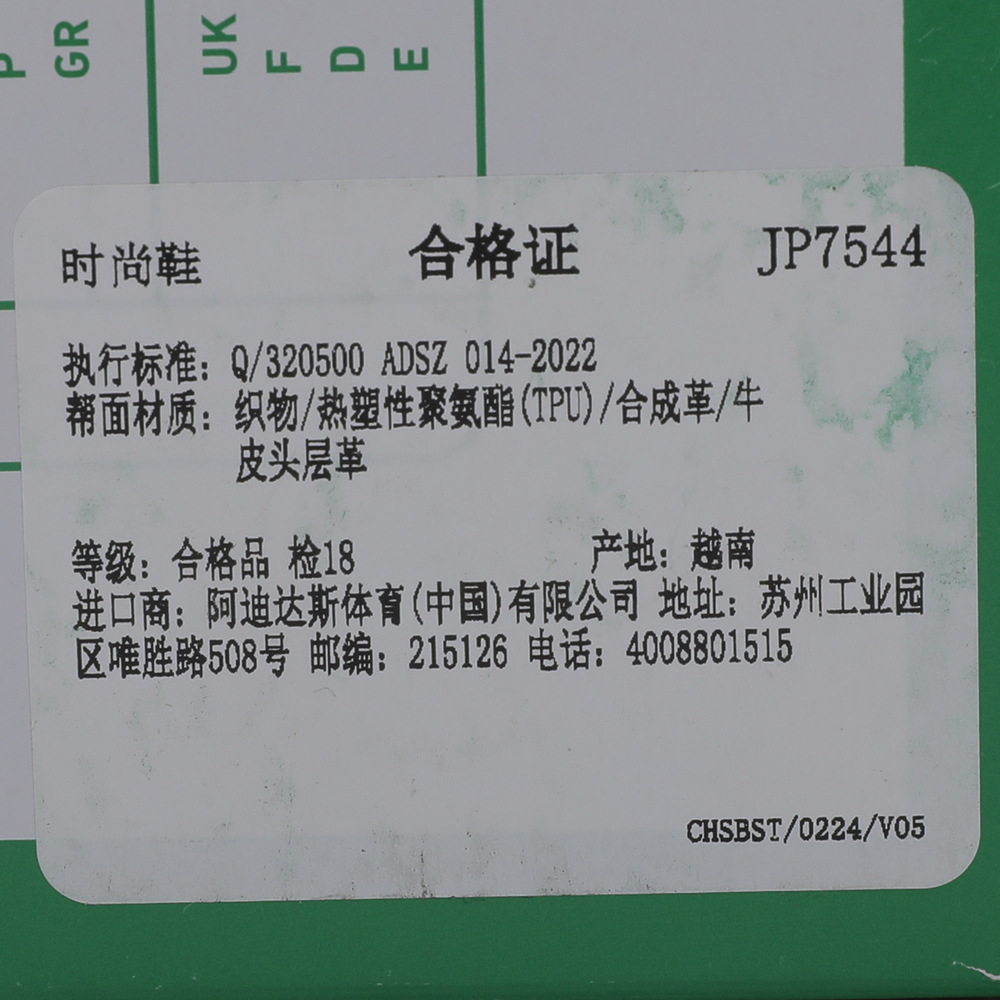 P
GR
UK
F
D
E
时尚鞋 合格证 JP7544
执行标准：Q/320500 ADSZ 014-2022
帮面材质：织物/热塑性聚氨酯(TPU)/合成革/牛
皮头层革
等级：合格品 检18 产地：越南
进口商：阿迪达斯体育(中国)有限公司 地址：苏州工业园
区唯胜路508号 邮编：215126 电话：4008801515
CHSBST/0224/V05